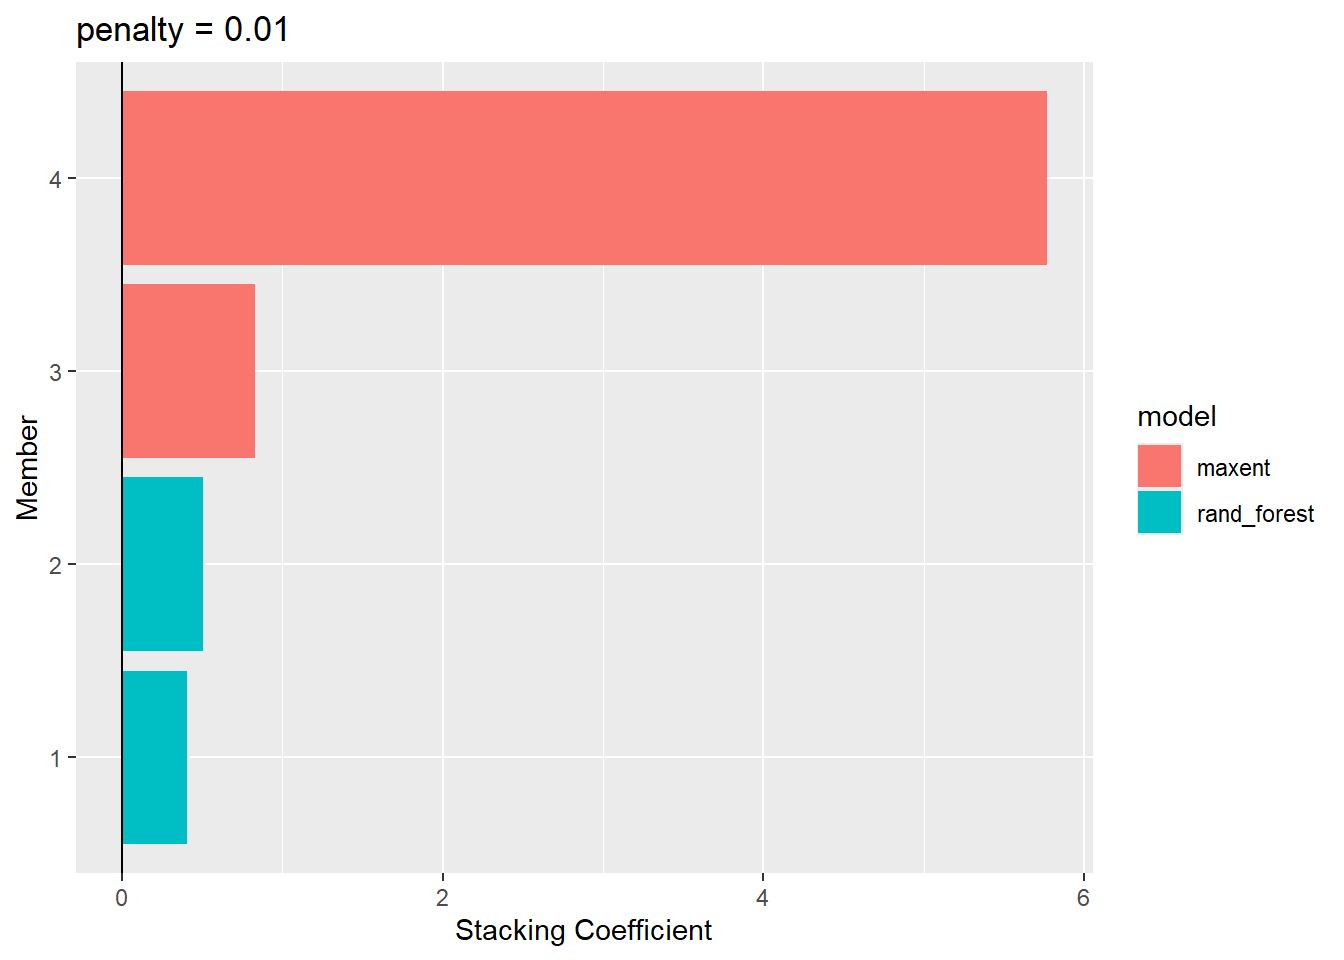 penalty = 0.01
4
3
2
1
Member
0 2 4 6
Stacking Coefficient
model
maxent
rand_forest